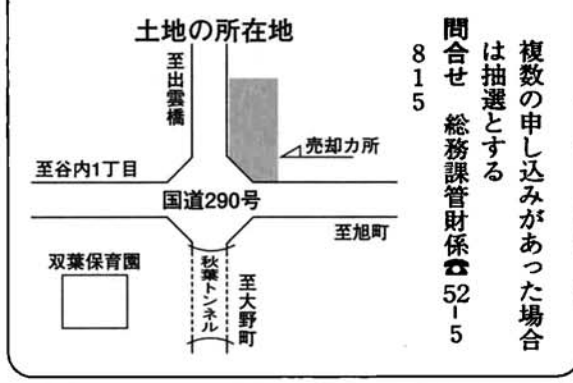 複数の申し込みがあった場合
は抽選とする
問合せ 総務課管財係☎52-5
815
土地の所在地
至出雲橋
売却カ所
至谷内1丁目
国道290号
至旭町
双葉保育園
秋葉トンネル
至大野町